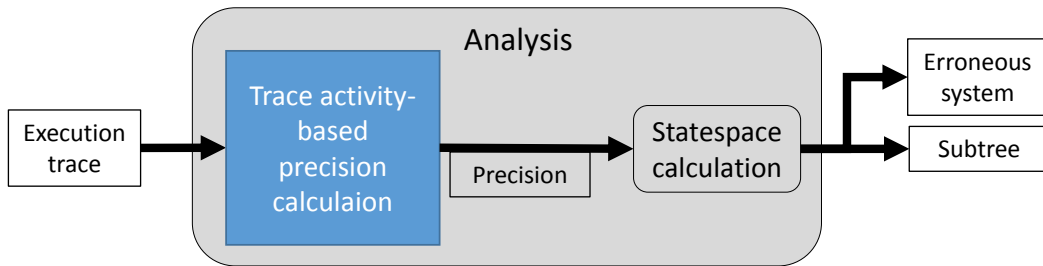 Analysis
Execution
trace
Trace activity-
based
precision
calculaion
Precision
Statespace
calculation
Erroneous
system
Subtree